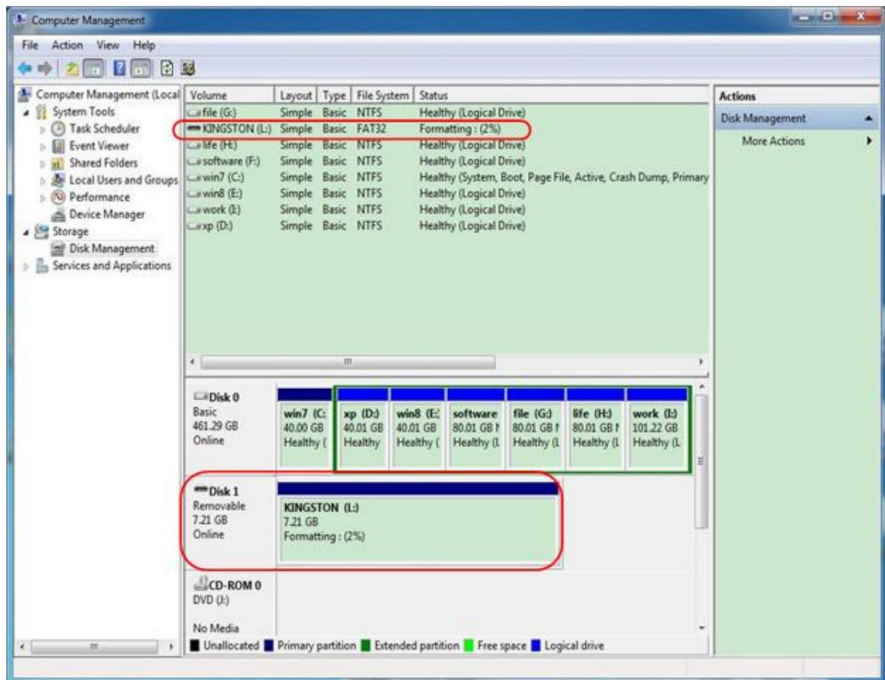 Computer Management
File Action View Help
Computer Management (Local
System Tools
Task Scheduler
Event Viewer
Shared Folders
Local Users and Groups
Performance
Device Manager
Storage
Disk Management
Services and Applications
Volume Layout Type File System Status
file (G:) Simple Basic NTFS Healthy (Logical Drive)
KINGSTON (L:) Simple Basic FAT32 Formatting : (2%)
life (H:) Simple Basic NTFS Healthy (Logical Drive)
software (F:) Simple Basic NTFS Healthy (Logical Drive)
win7 (C:) Simple Basic NTFS Healthy (System, Boot, Page File, Active, Crash Dump, Primary
win8 (E:) Simple Basic NTFS Healthy (Logical Drive)
work (I:) Simple Basic NTFS Healthy (Logical Drive)
xp (D:) Simple Basic NTFS Healthy (Logical Drive)
Actions
Disk Management
More Actions
Disk 0
Basic
461.29 GB
Online
win7 (C:
40.00 GB
Healthy (
xp (D:)
40.01 GB
Healthy
win8 (E:
40.01 GB
Healthy (
software
80.01 GB
Healthy (L
file (G:)
80.01 GB
Healthy (L
life (H:)
80.01 GB
Healthy (L
work (I:)
101.22 GB
Healthy (L
Disk 1
Removable
7.21 GB
Online
KINGSTON (L:)
7.21 GB
Formatting : (2%)
CD-ROM 0
DVD (J:)
No Media
Unallocated Primary partition Extended partition Free space Logical drive